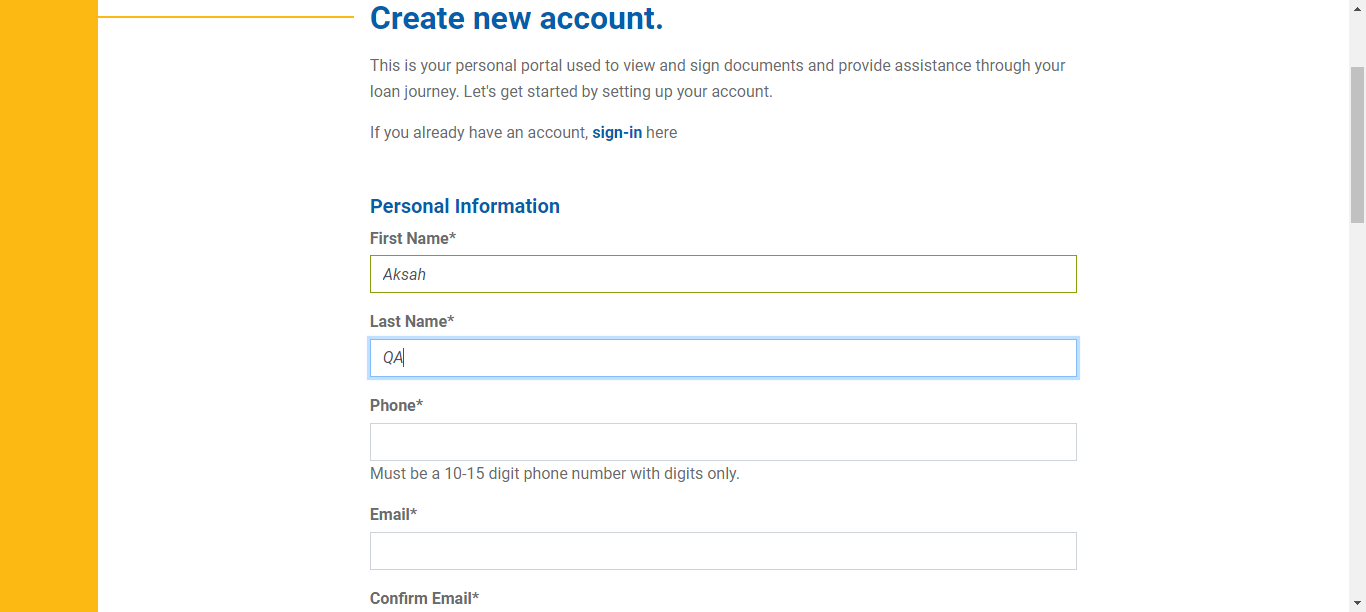 Create new account.
This is your personal portal used to view and sign documents and provide assistance through your
loan journey. Let's get started by setting up your account.
If you already have an account, sign-in here
Personal Information
First Name*
Aksah
Last Name*
QA
Phone*
Must be a 10-15 digit phone number with digits only.
Email*
Confirm Email*